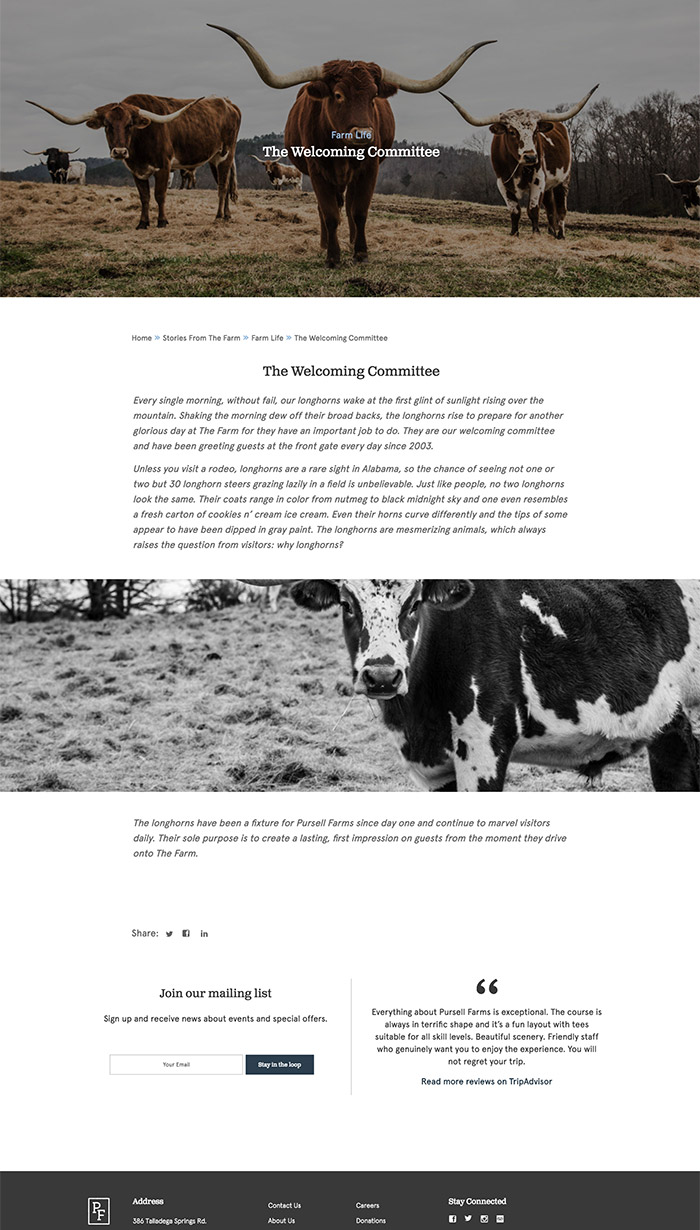 Farm Life
The Welcoming Committee
Home » Stories From The Farm » Farm Life » The Welcoming Committee
The Welcoming Committee
Every single morning, without fail, our longhorns wake at the first glint of sunlight rising over the
mountain. Shaking the morning dew off their broad backs, the longhorns rise to prepare for another
glorious day at The Farm for they have an important job to do. They are our welcoming committee
and have been greeting guests at the front gate every day since 2003.
Unless you visit a rodeo, longhorns are a rare sight in Alabama, so the chance of seeing not one or
two but 30 longhorn steers grazing lazily in a field is unbelievable. Just like people, no two longhorns
look the same. Their coats range in color from nutmeg to black midnight sky and one even resembles
a fresh carton of cookies n’ cream ice cream. Even their horns curve differently and the tips of some
appear to have been dipped in gray paint. The longhorns are mesmerizing animals, which always
raises the question from visitors: why longhorns?
The longhorns have been a fixture for Pursell Farms since day one and continue to marvel visitors
daily. Their sole purpose is to create a lasting, first impression on guests from the moment they drive
onto The Farm.
Share:
Join our mailing list
Sign up and receive news about events and special offers.
Your Email
Stay in the loop
“
Everything about Pursell Farms is exceptional. The course is
always in terrific shape and it’s a fun layout with tees
suitable for all skill levels. Beautiful scenery. Friendly staff
who genuinely want you to enjoy the experience. You will
not regret your trip.
Read more reviews on TripAdvisor
PF
Address
386 Talladega Springs Rd.
Contact Us
About Us
Careers
Donations
Stay Connected